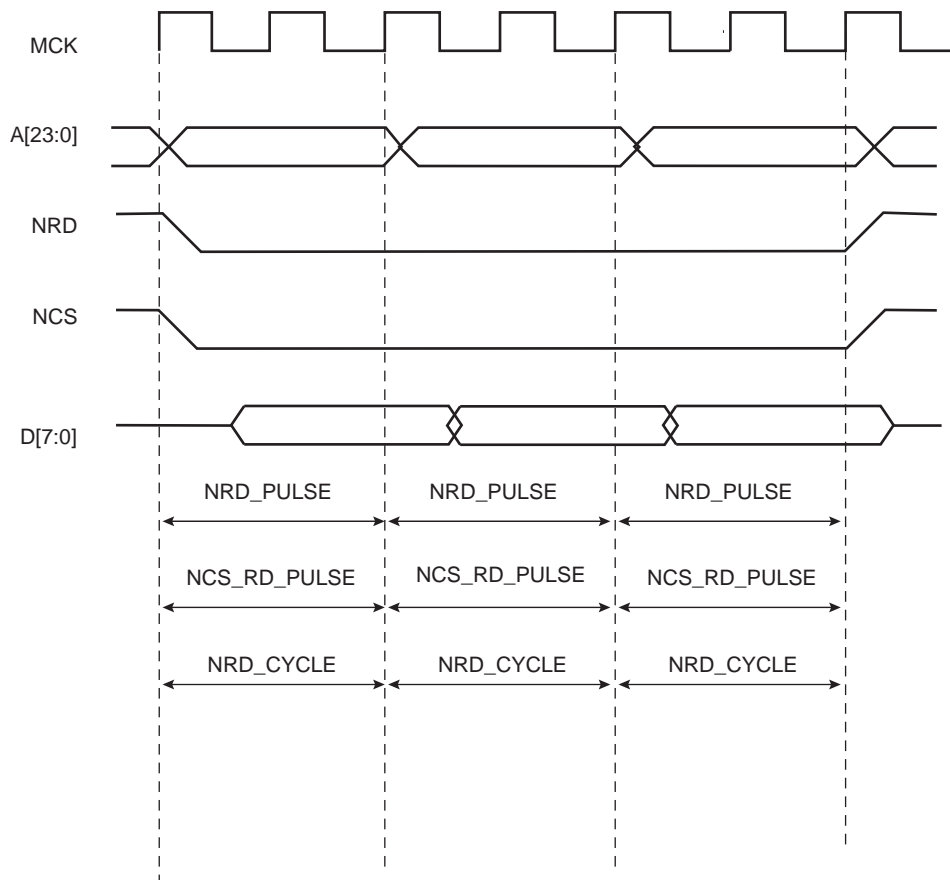 MCK
A[23:0]
NRD
NCS
D[7:0]
NRD_PULSE NRD_PULSE NRD_PULSE
NCS_RD_PULSE NCS_RD_PULSE NCS_RD_PULSE
NRD_CYCLE NRD_CYCLE NRD_CYCLE